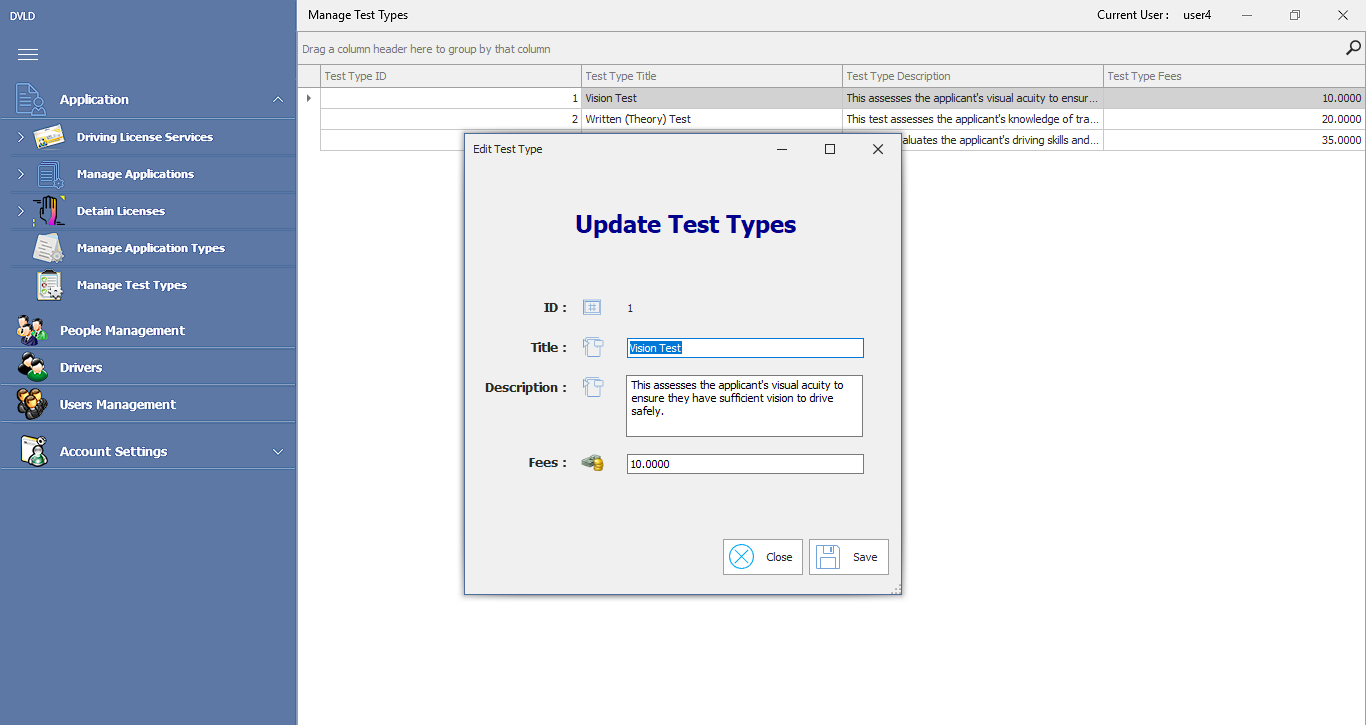 DVLD
Manage Test Types
Current User : user4
Drag a column header here to group by that column
Test Type ID Test Type Title Test Type Description Test Type Fees
1 Vision Test This assesses the applicant's visual acuity to ensur... 10.0000
2 Written (Theory) Test This test assesses the applicant's knowledge of tra... 20.0000
aluates the applicant's driving skills and... 35.0000
Application
Driving License Services
Manage Applications
Detain Licenses
Manage Application Types
Manage Test Types
People Management
Drivers
Users Management
Account Settings
Edit Test Type
Update Test Types
ID : 1
Title : Vision Test
Description : This assesses the applicant's visual acuity to
ensure they have sufficient vision to drive
safely.
Fees : 10.0000
Close Save